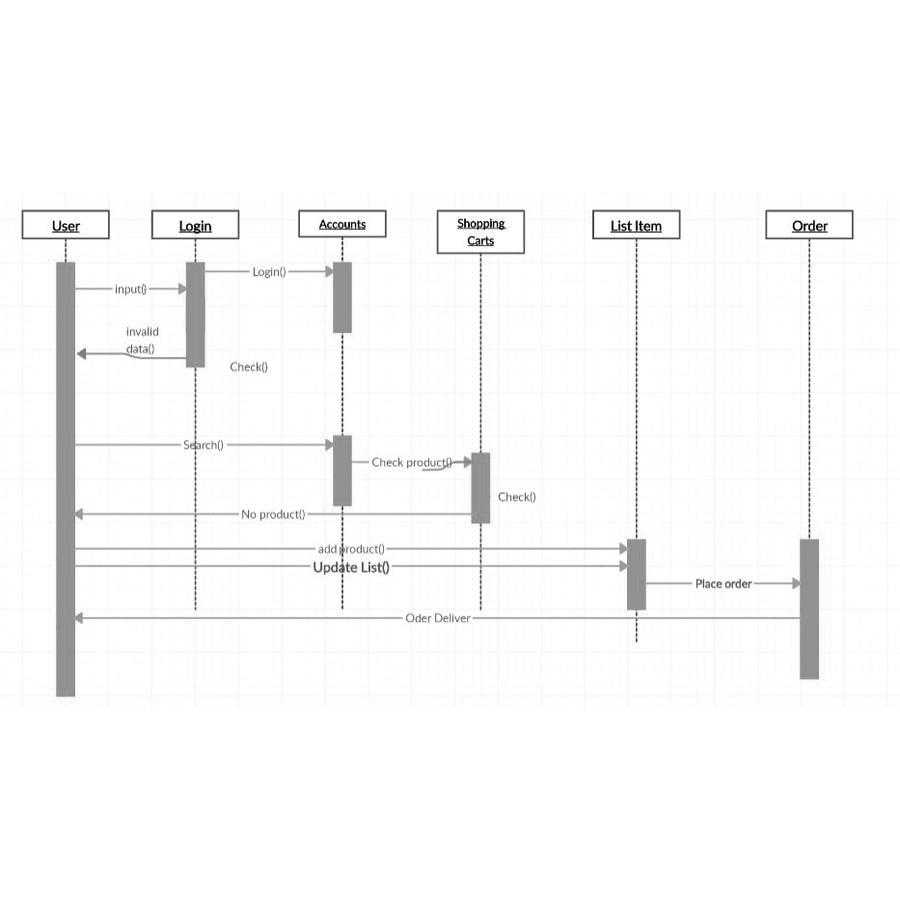 User
Login
Accounts
Shopping
Carts
List Item
Order
Login()
input()
invalid
data()
Check()
Search()
Check product()
Check()
No product()
add product()
Update List()
Place order
Oder Deliver